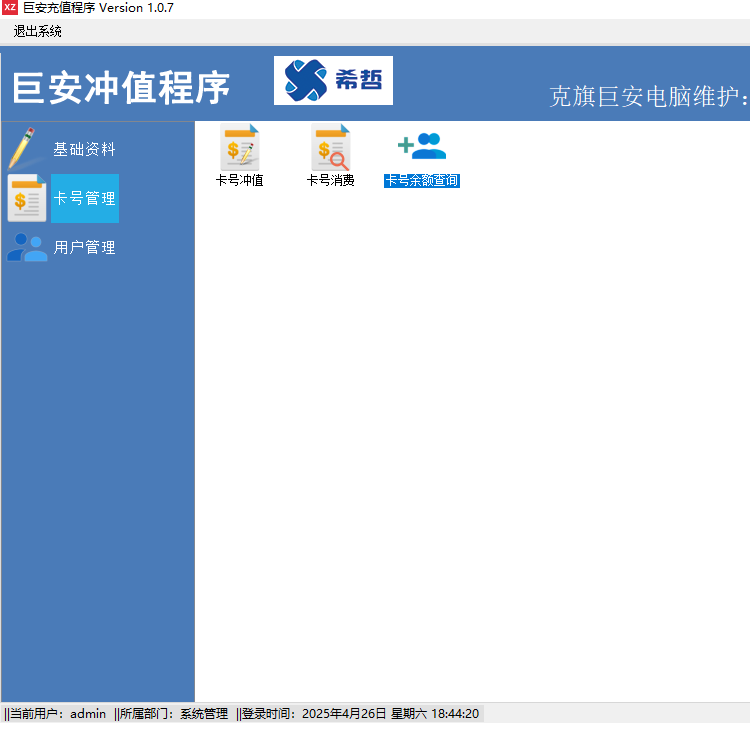 XZ 巨安充值程序 Version 1.0.7
退出系统
巨安冲值程序
希哲
克旗巨安电脑维护:
基础资料
卡号管理
用户管理
卡号冲值 卡号消费 卡号余额查询
||当前用户：admin ||所属部门：系统管理 ||登录时间：2025年4月26日 星期六 18:44:20